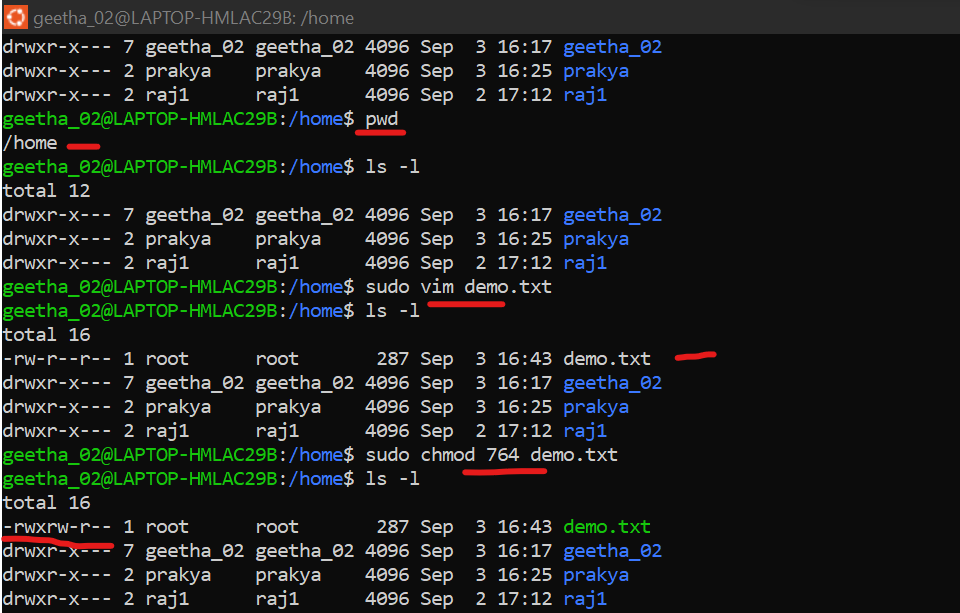 geetha_02@LAPTOP-HMLAC29B: /home
drwxr-x--- 7 geetha_02 geetha_02 4096 Sep  3 16:17 geetha_02
drwxr-x--- 2 prakya    prakya    4096 Sep  3 16:25 prakya
drwxr-x--- 2 raj1      raj1      4096 Sep  2 17:12 raj1
geetha_02@LAPTOP-HMLAC29B:/home$ pwd
/home
geetha_02@LAPTOP-HMLAC29B:/home$ ls -l
total 12
drwxr-x--- 7 geetha_02 geetha_02 4096 Sep  3 16:17 geetha_02
drwxr-x--- 2 prakya    prakya    4096 Sep  3 16:25 prakya
drwxr-x--- 2 raj1      raj1      4096 Sep  2 17:12 raj1
geetha_02@LAPTOP-HMLAC29B:/home$ sudo vim demo.txt
geetha_02@LAPTOP-HMLAC29B:/home$ ls -l
total 16
-rw-r--r-- 1 root      root       287 Sep  3 16:43 demo.txt
drwxr-x--- 7 geetha_02 geetha_02 4096 Sep  3 16:17 geetha_02
drwxr-x--- 2 prakya    prakya    4096 Sep  3 16:25 prakya
drwxr-x--- 2 raj1      raj1      4096 Sep  2 17:12 raj1
geetha_02@LAPTOP-HMLAC29B:/home$ sudo chmod 764 demo.txt
geetha_02@LAPTOP-HMLAC29B:/home$ ls -l
total 16
-rwxrw-r-- 1 root      root       287 Sep  3 16:43 demo.txt
drwxr-x--- 7 geetha_02 geetha_02 4096 Sep  3 16:17 geetha_02
drwxr-x--- 2 prakya    prakya    4096 Sep  3 16:25 prakya
drwxr-x--- 2 raj1      raj1      4096 Sep  2 17:12 raj1